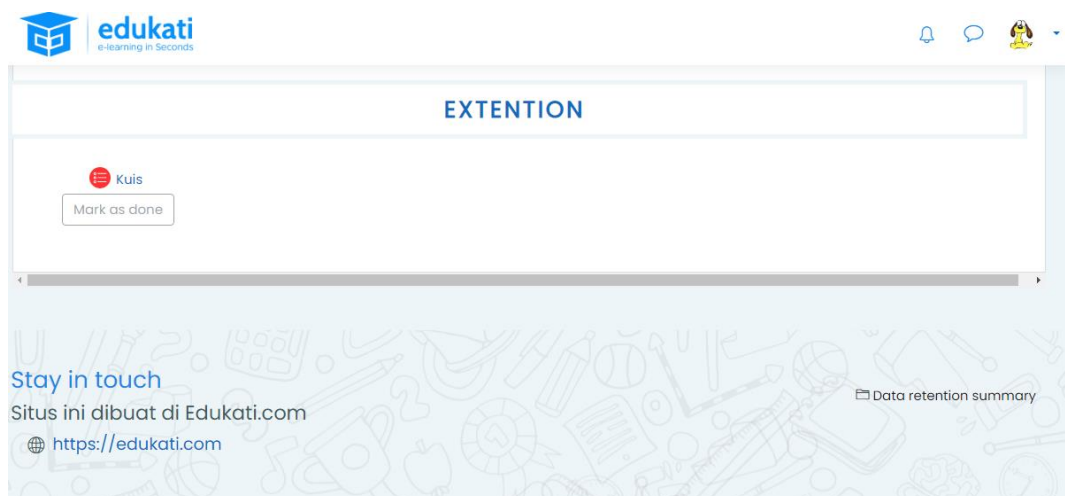 edukati
e-learning in Seconds
EXTENTION
Kuis
Mark as done
Stay in touch
Situs ini dibuat di Edukati.com
https://edukati.com
Data retention summary